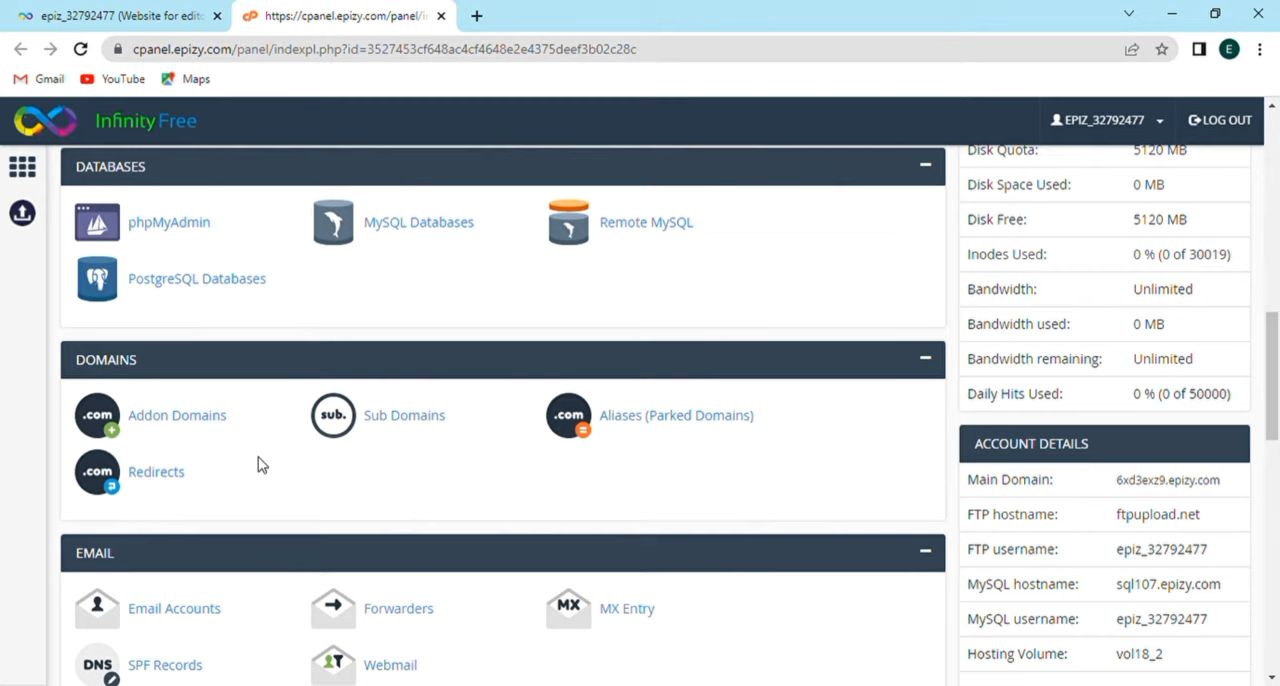 epiz_32792477 (Website for edito
https://cpanel.epizy.com/panel/i
cpanel.epizy.com/panel/indexpl.php?id=3527453cf648ac4cf4648e2e4375deef3b02c28c
E
Gmail
YouTube
Maps
InfinityFree
EPIZ_32792477
LOG OUT
DATABASES
phpMyAdmin
MySQL Databases
Remote MySQL
PostgreSQL Databases
DOMAINS
.com
Addon Domains
sub.
Sub Domains
.com
Aliases (Parked Domains)
.com
Redirects
EMAIL
Email Accounts
Forwarders
MX
MX Entry
DNS
SPF Records
Webmail
Disk Quota: 5120 MB
Disk Space Used: 0 MB
Disk Free: 5120 MB
Inodes Used: 0 % (0 of 30019)
Bandwidth: Unlimited
Bandwidth used: 0 MB
Bandwidth remaining: Unlimited
Daily Hits Used: 0 % (0 of 50000)
ACCOUNT DETAILS
Main Domain: 6xd3exz9.epizy.com
FTP hostname: ftpupload.net
FTP username: epiz_32792477
MySQL hostname: sql107.epizy.com
MySQL username: epiz_32792477
Hosting Volume: vol18_2